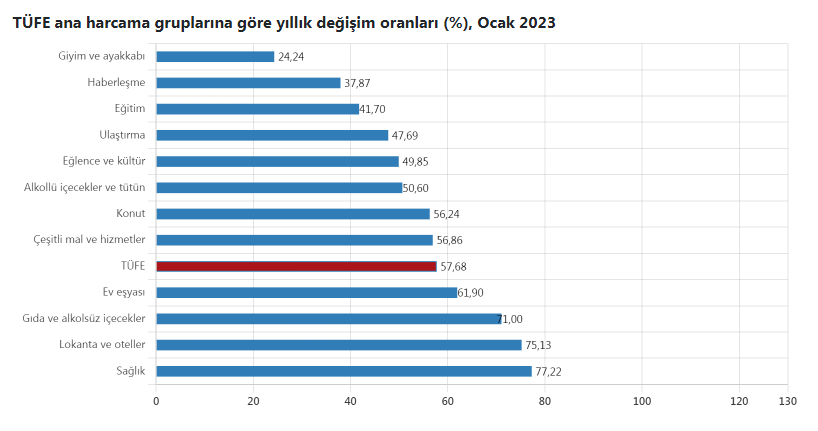 TÜFE ana harcama gruplarına göre yıllık değişim oranları (%), Ocak 2023
Giyim ve ayakkabı 24,24
Haberleşme 37,87
Eğitim 41,70
Ulaştırma 47,69
Eğlence ve kültür 49,85
Alkollü içecekler ve tütün 50,60
Konut 56,24
Çeşitli mal ve hizmetler 56,86
TÜFE 57,68
Ev eşyası 61,90
Gıda ve alkolsüz içecekler 71,00
Lokanta ve oteller 75,13
Sağlık 77,22
0 20 40 60 80 100 120 130